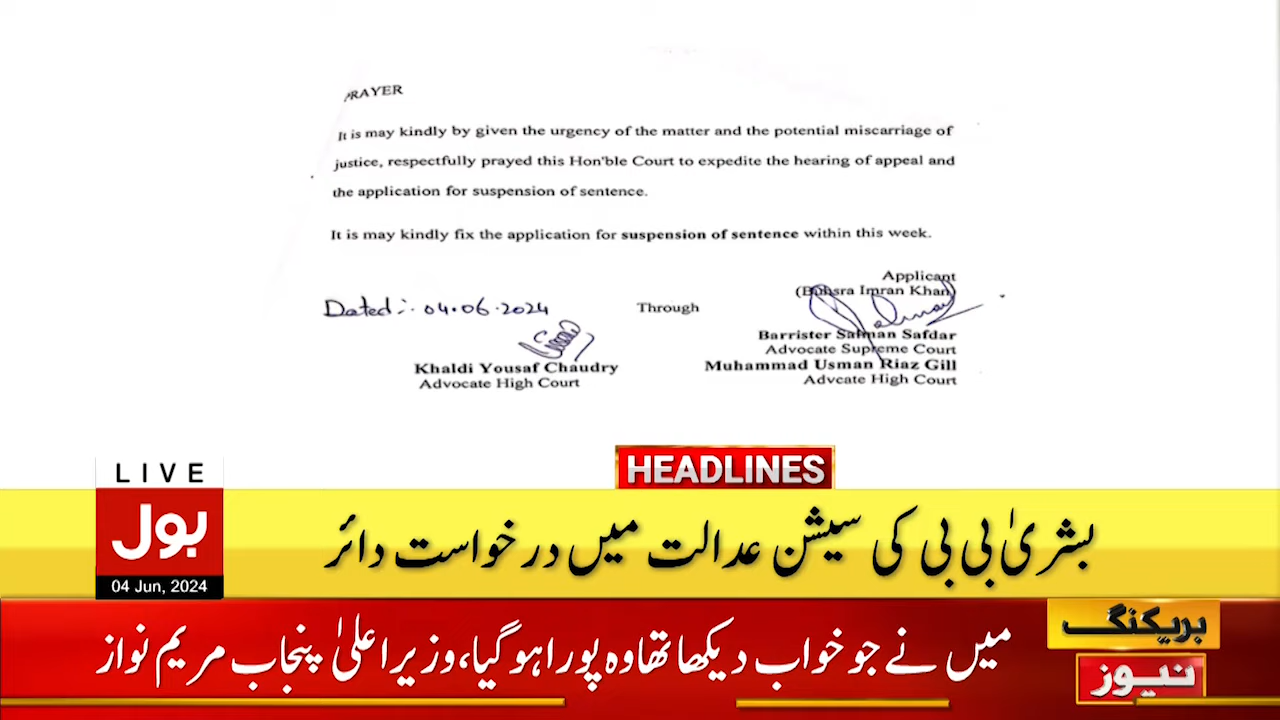 PRAYER
It is may kindly by given the urgency of the matter and the potential miscarriage of
justice, respectfully prayed this Hon'ble Court to expedite the hearing of appeal and
the application for suspension of sentence.
It is may kindly fix the application for suspension of sentence within this week.
Applicant
(Buhsra Imran Khan)
Dated :- 04.06.2024
Through
Barrister Salman Safdar
Advocate Supreme Court
Khaldi Yousaf Chaudry
Advocate High Court
Muhammad Usman Riaz Gill
Advcate High Court
HEADLINES
LIVE
بول
04 Jun, 2024
بشریٰ بی بی کی سیشن عدالت میں درخواست دائر
بریکنگ
نیوز
میں نے جو خواب دیکھا تھا وہ پورا ہو گیا، وزیر اعلیٰ پنجاب مریم نواز